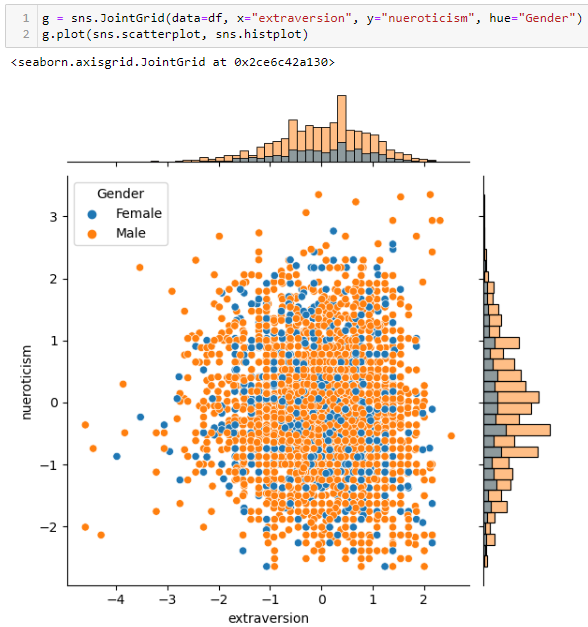 1 g = sns.JointGrid(data=df, x="extraversion", y="nueroticism", hue="Gender")
2 g.plot(sns.scatterplot, sns.histplot)
<seaborn.axisgrid.JointGrid at 0x2ce6c42a130>
Gender
Female
Male
3
2
1
0
−1
−2
nueroticism
−4 −3 −2 −1 0 1 2
extraversion